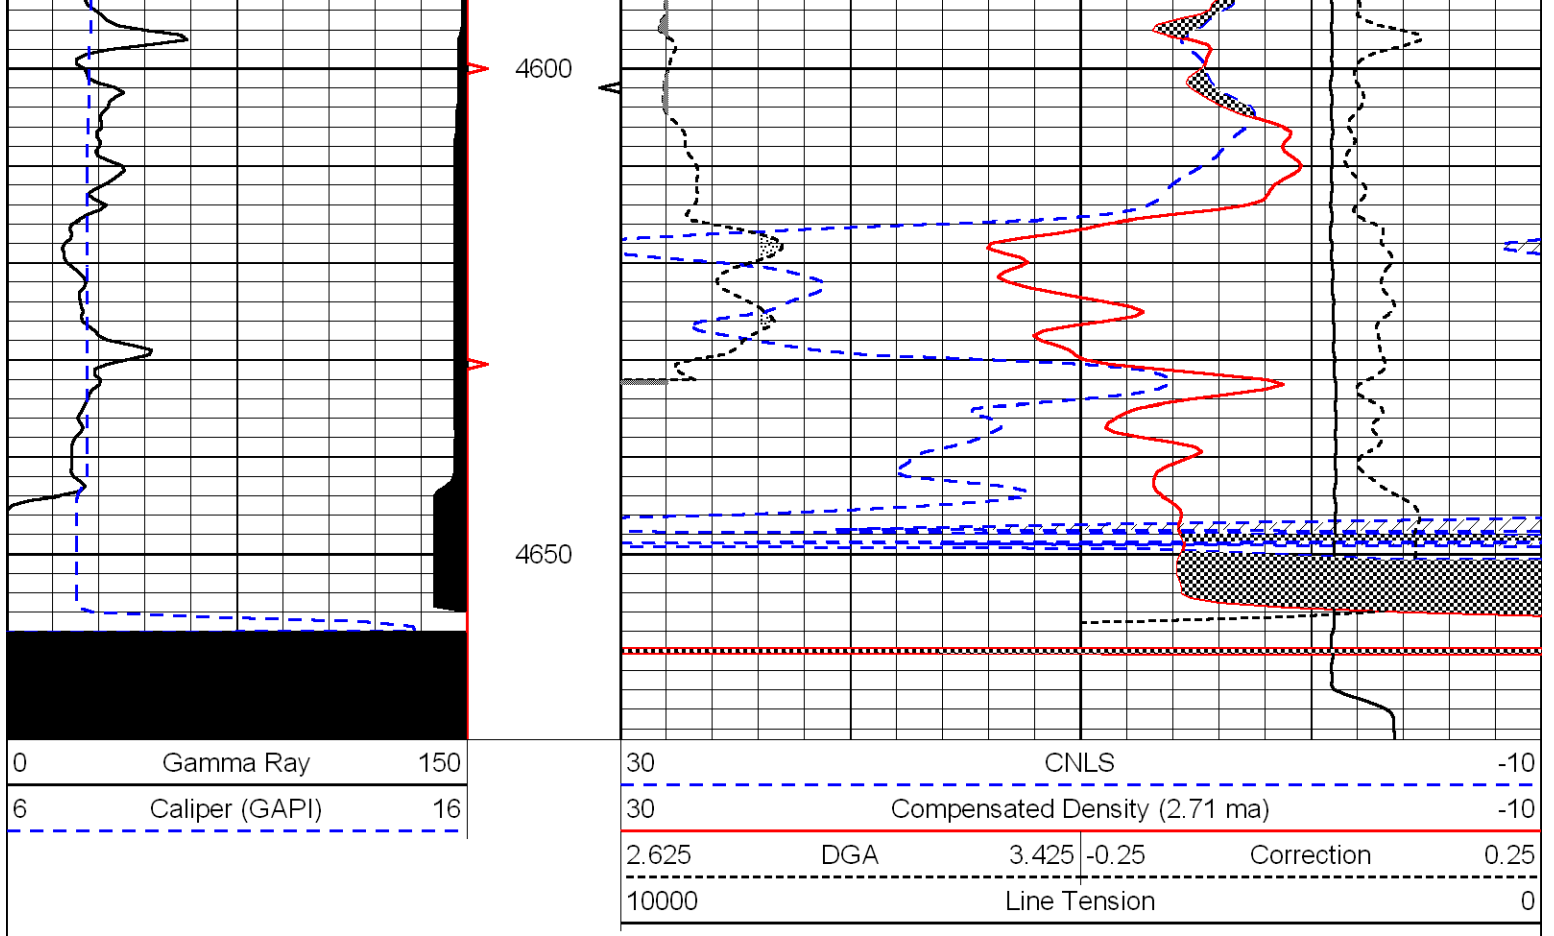 4600
4650
0 Gamma Ray 150
6 Caliper (GAPI) 16
30 CNLS -10
30 Compensated Density (2.71 ma) -10
2.625 DGA 3.425 -0.25 Correction 0.25
10000 Line Tension 0